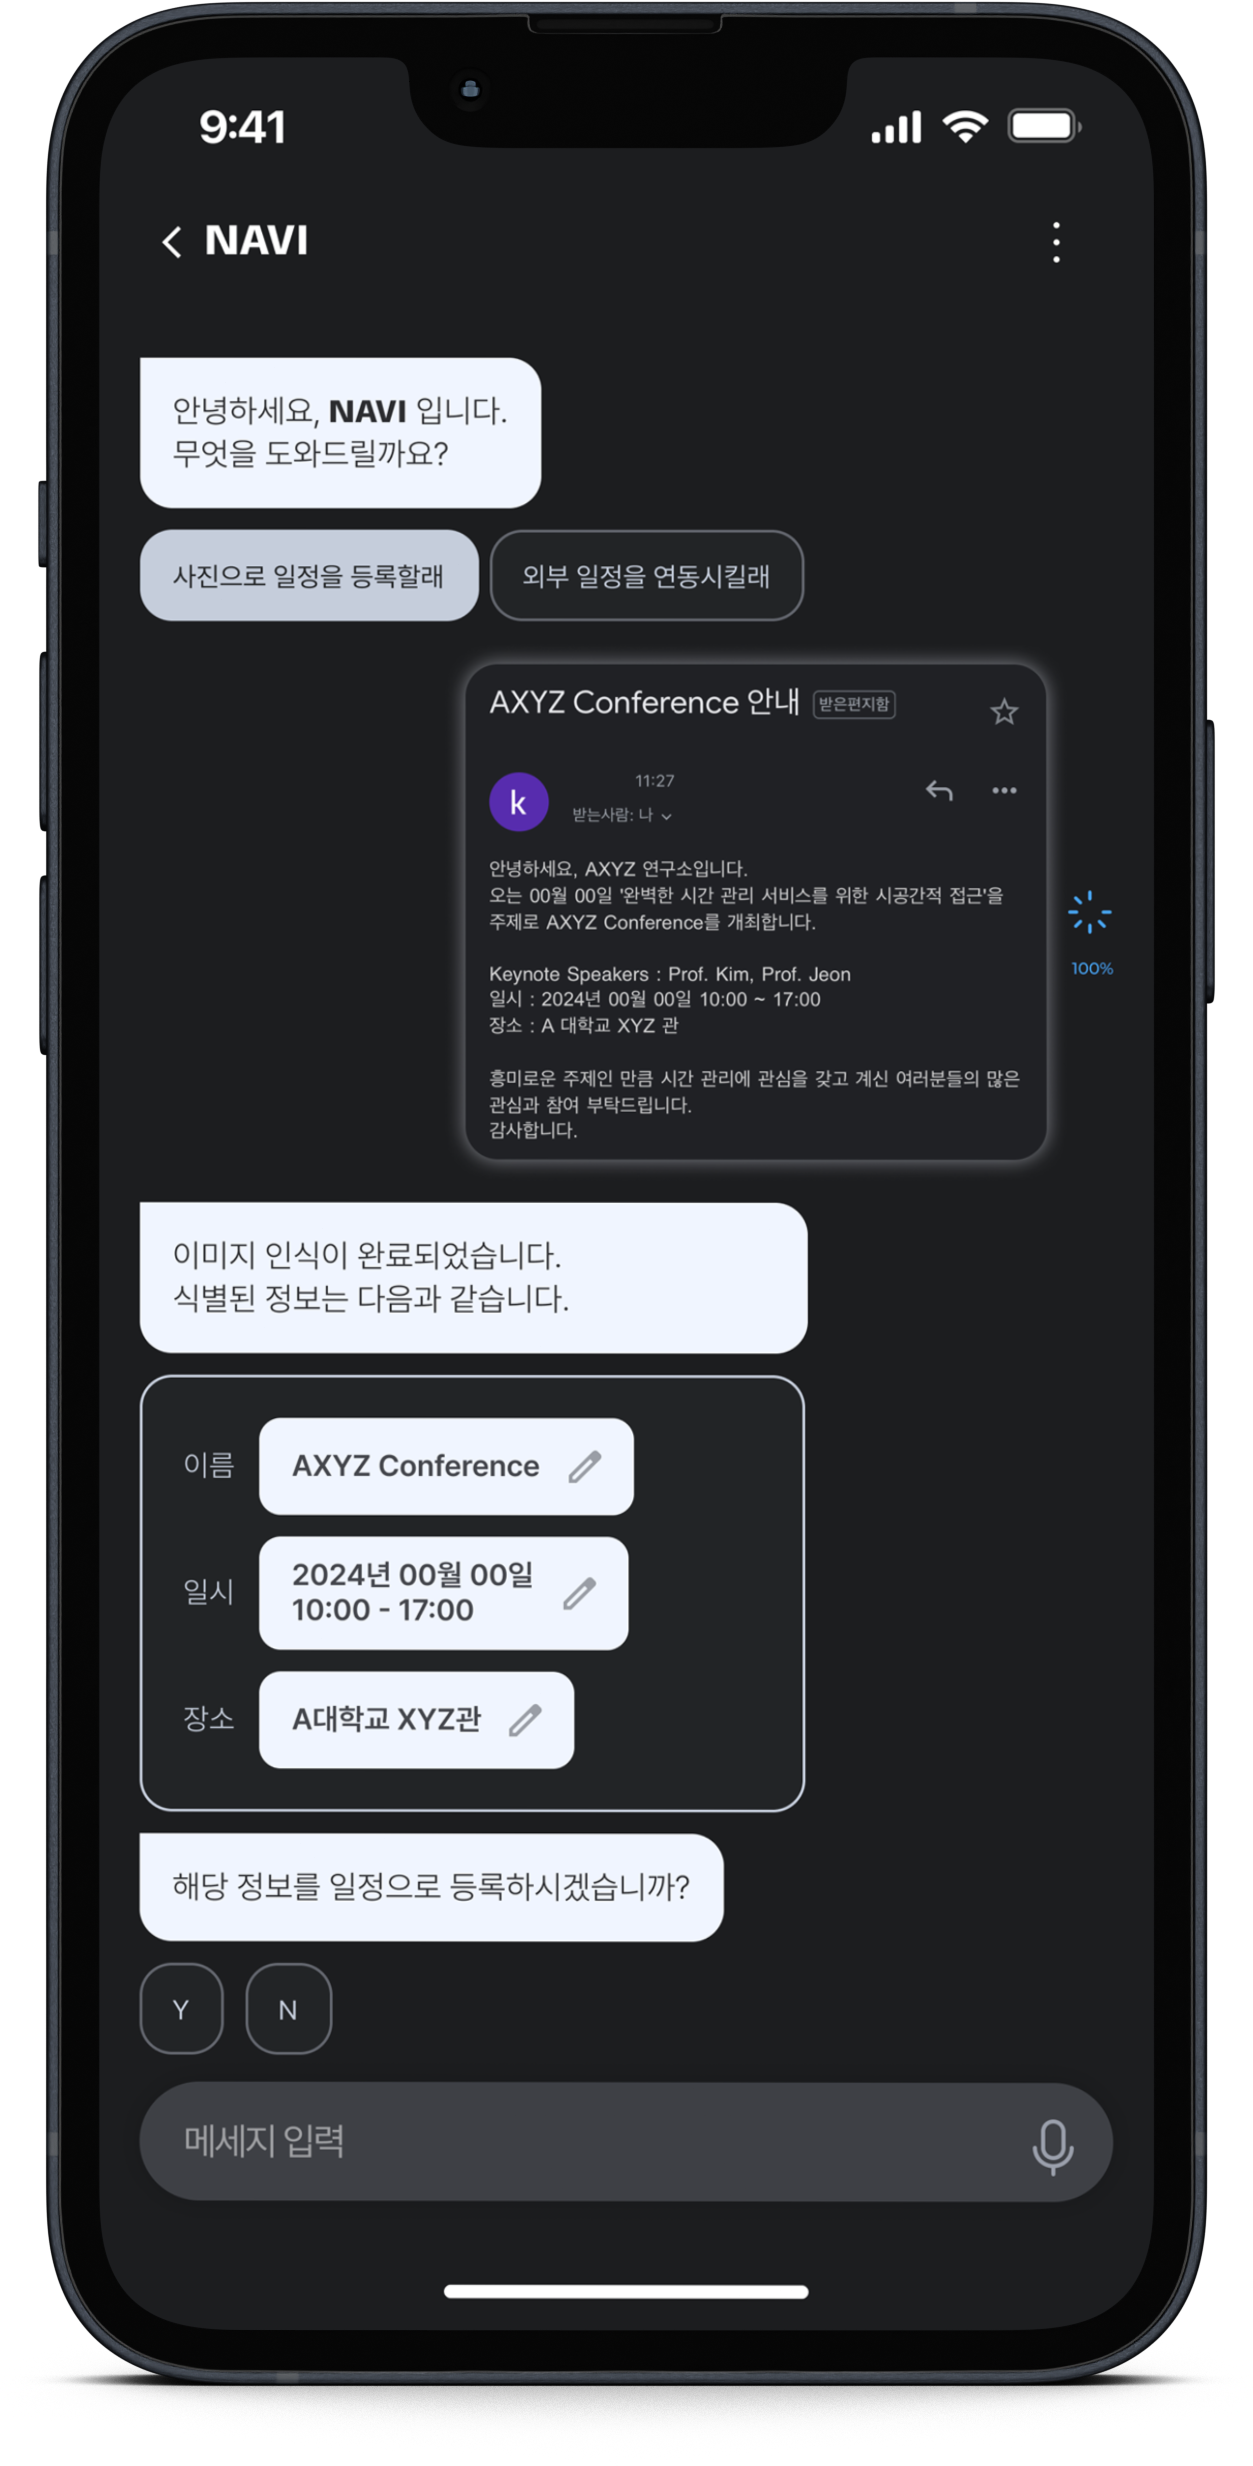 9:41
NAVI
안녕하세요, NAVI 입니다.
무엇을 도와드릴까요?
사진으로 일정을 등록할래
외부 일정을 연동시킬래
AXYZ Conference 안내 받은편지함
k
11:27
받는사람: 나
안녕하세요, AXYZ 연구소입니다.
오는 00월 00일 '완벽한 시간 관리 서비스를 위한 시공간적 접근'을
주제로 AXYZ Conference를 개최합니다.
Keynote Speakers : Prof. Kim, Prof. Jeon
일시 : 2024년 00월 00일 10:00 ~ 17:00
장소 : A 대학교 XYZ 관
흥미로운 주제인 만큼 시간 관리에 관심을 갖고 계신 여러분들의 많은
관심과 참여 부탁드립니다.
감사합니다.
100%
이미지 인식이 완료되었습니다.
식별된 정보는 다음과 같습니다.
이름
AXYZ Conference
일시
2024년 00월 00일
10:00 - 17:00
장소
A대학교 XYZ관
해당 정보를 일정으로 등록하시겠습니까?
Y
N
메세지 입력